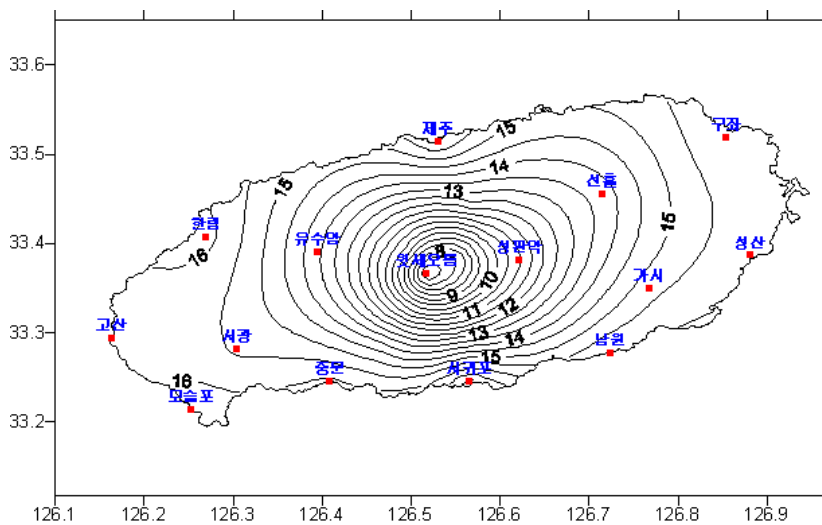 33.6
구좌
제주
15
33.5
14
선흘
15
13
한림
유수암
성판악
15
33.4
8
성산
윗세오름
16
10
가시
9
12
11
고산
33.3
13
서광
14
남원
15
16
중문
서귀포
모슬포
33.2
126.1 126.2 126.3 126.4 126.5 126.6 126.7 126.8 126.9